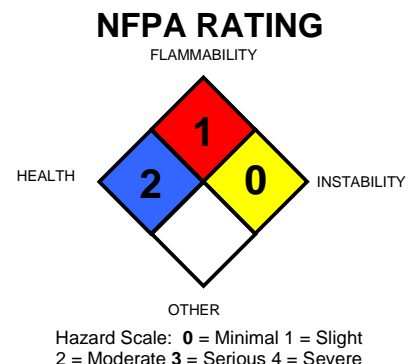 NFPA RATING
FLAMMABILITY
1
HEALTH 2 0 INSTABILITY
OTHER
Hazard Scale: 0 = Minimal 1 = Slight
2 = Moderate 3 = Serious 4 = Severe